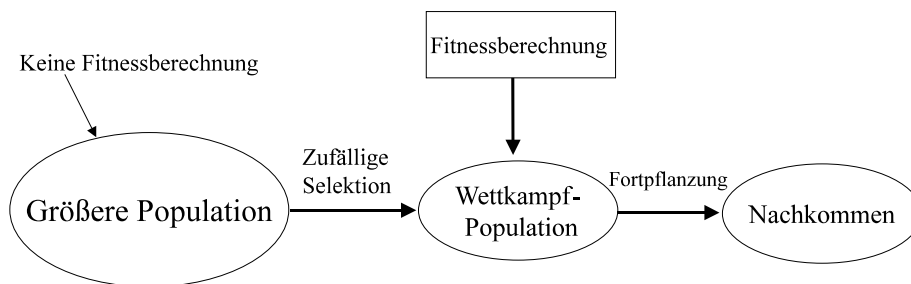 Fitnessberechnung
Keine Fitnessberechnung
Zufällige
Selektion
Größere Population
Wettkampf-
Population
Fortpflanzung
Nachkommen